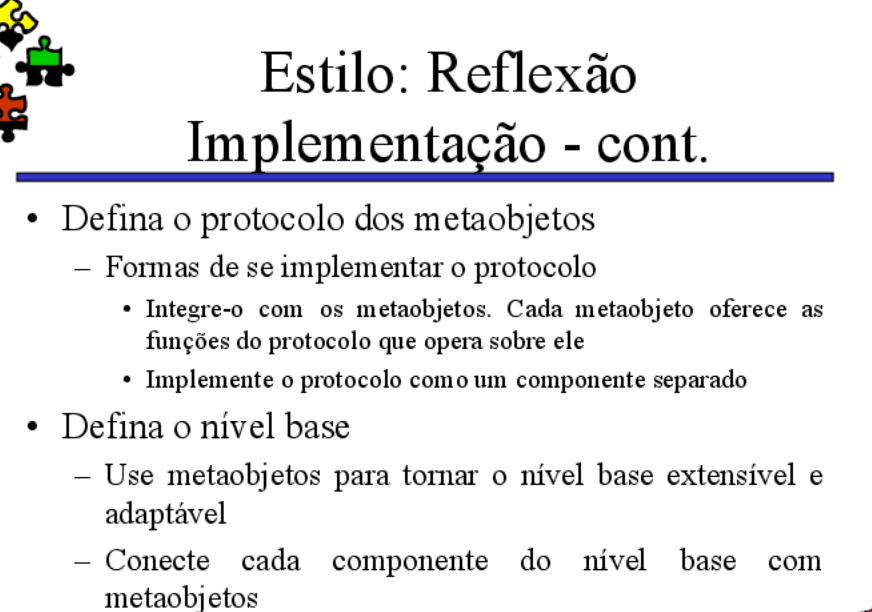 Estilo: Reflexão
Implementação - cont.
• Defina o protocolo dos metaobjetos
– Formas de se implementar o protocolo
• Integre-o com os metaobjetos. Cada metaobjeto oferece as
funções do protocolo que opera sobre ele
• Implemente o protocolo como um componente separado
• Defina o nível base
– Use metaobjetos para tornar o nível base extensível e
adaptável
– Conecte cada componente do nível base com
metaobjetos